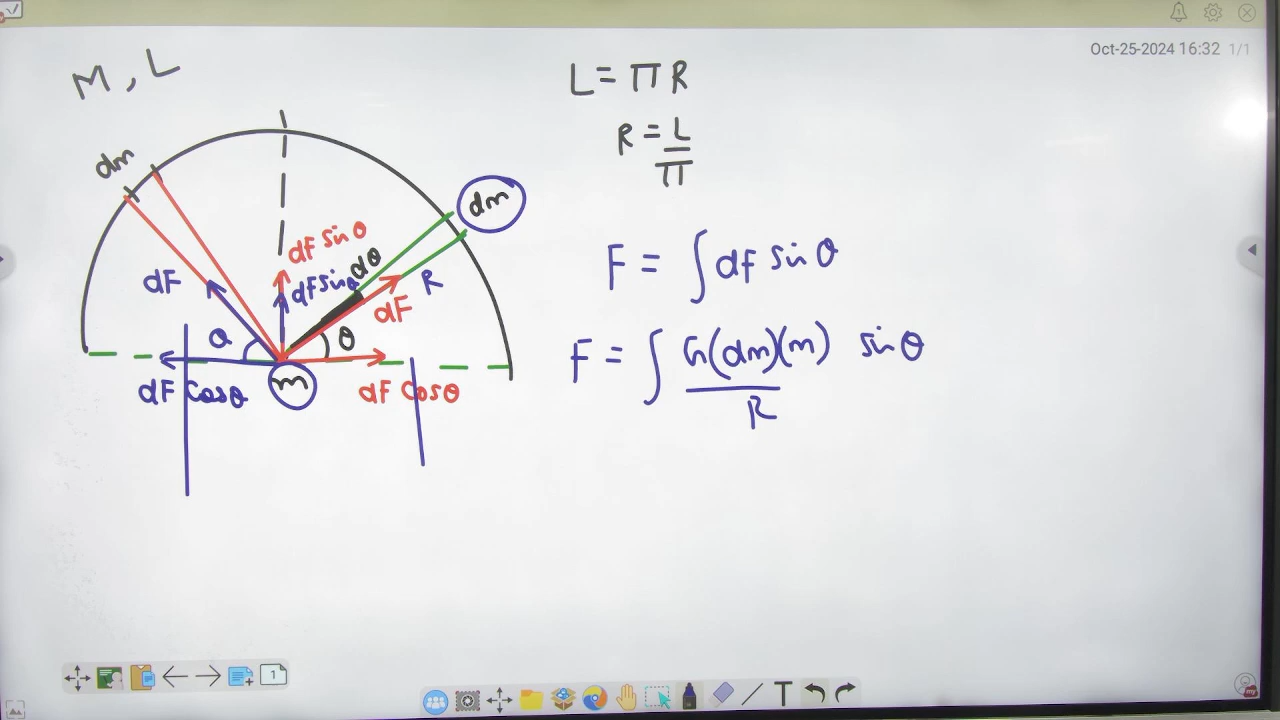 Oct-25-2024 16:32 1/1
M, L
L = π R
R = L/π
dm
dm
dF sin θ
dF sin θ
dθ
R
dF
dF
θ
m
dF Cos θ
dF Cos θ
F = ∫ df sin θ
F = ∫ G(dm)(m)/R sin θ
1
T